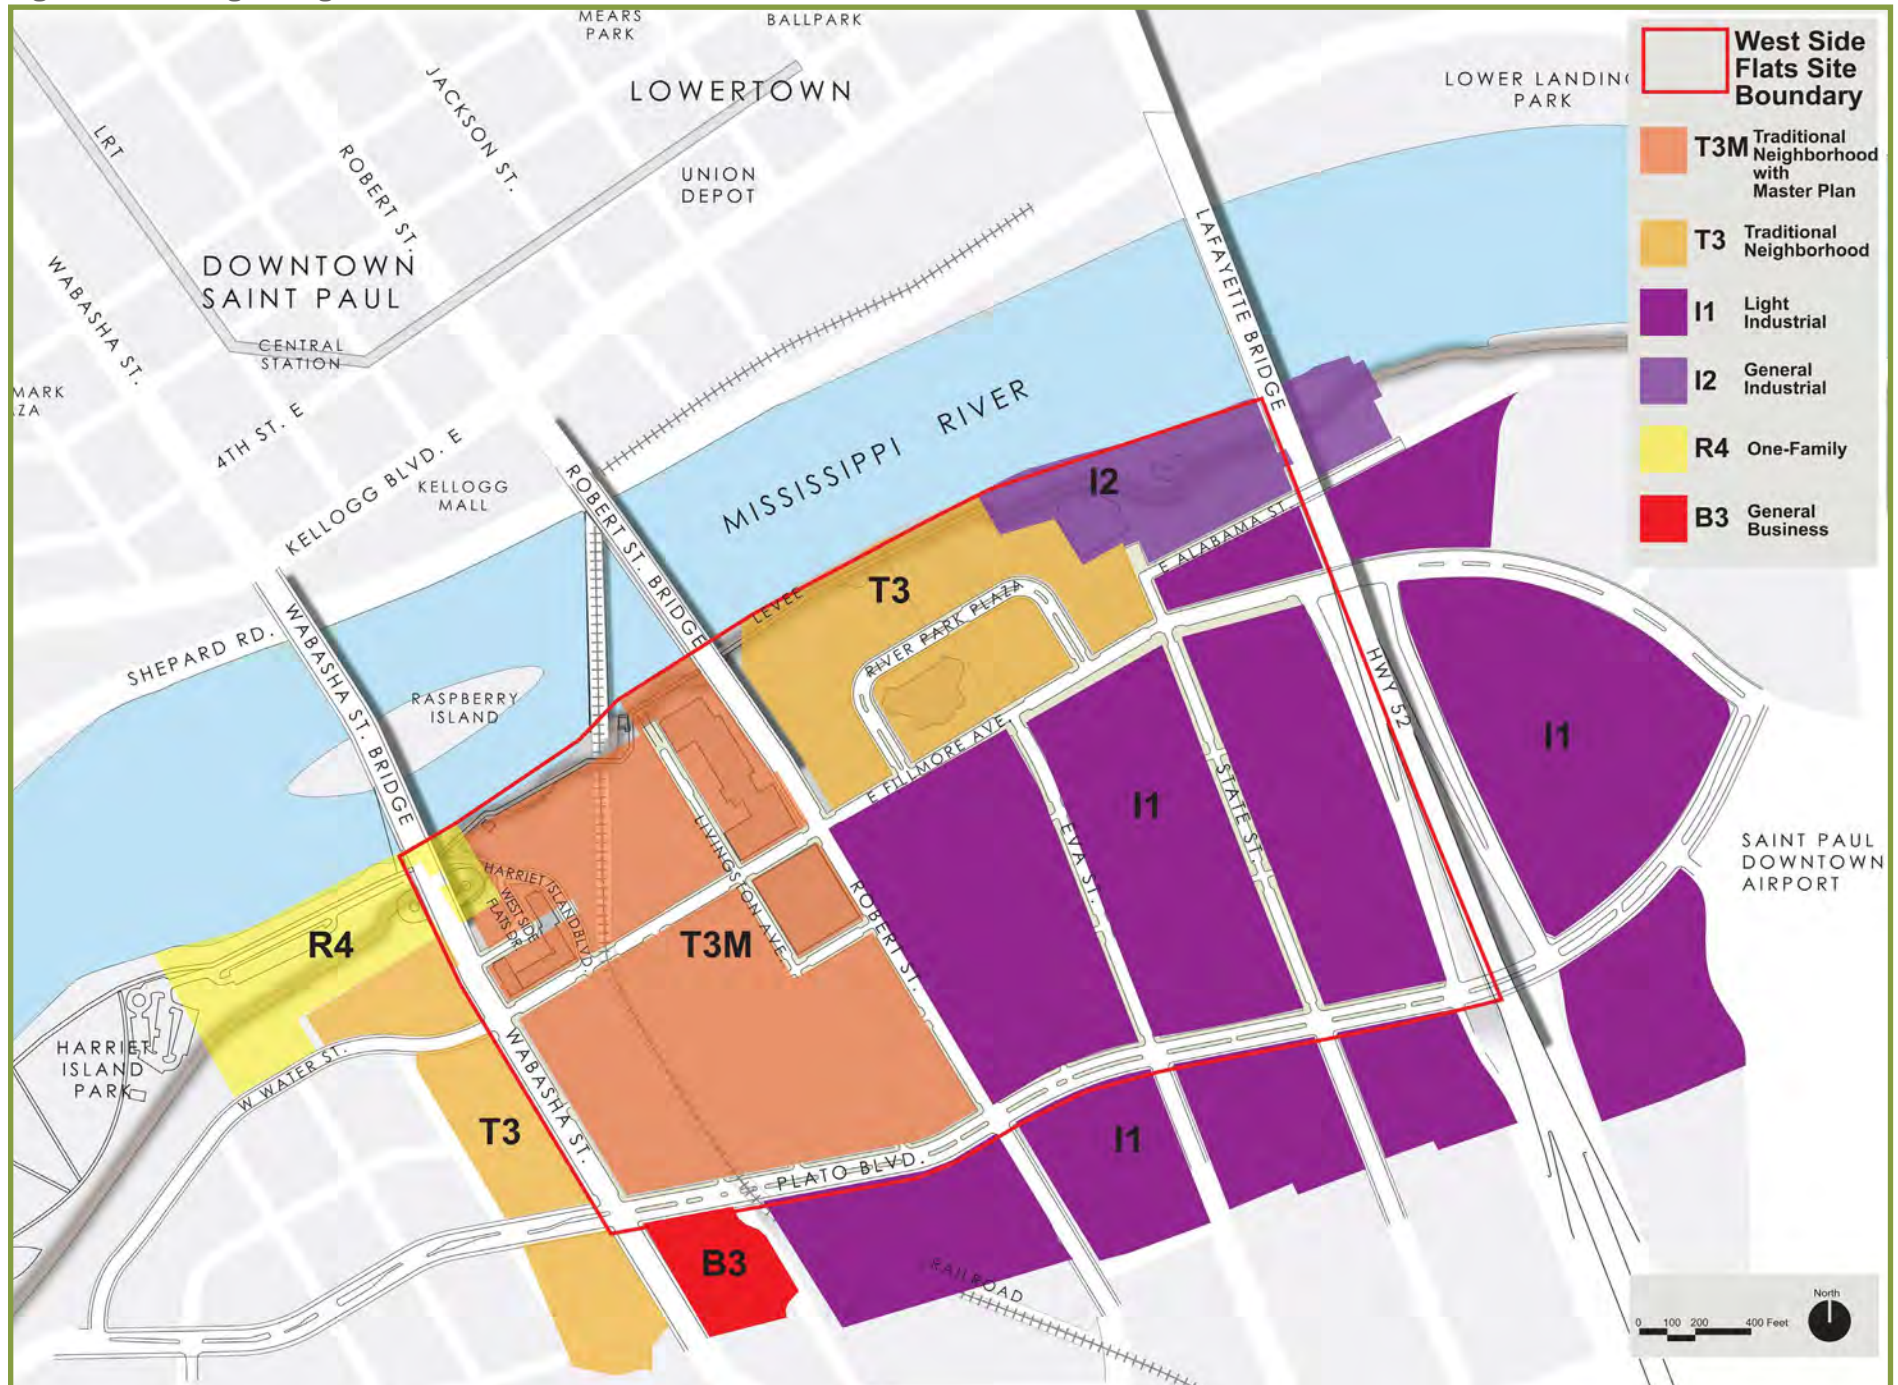 MEARS
PARK
BALLPARK
LOWERTOWN
JACKSON ST.
LRT
ROBERT ST.
UNION
DEPOT
LOWER LANDING
PARK
WABASHA ST.
DOWNTOWN
SAINT PAUL
CENTRAL
STATION
MARK
ZA
4TH ST. E
KELLOGG BLVD. E
KELLOGG
MALL
MISSISSIPPI RIVER
LAFAYETTE BRIDGE
ROBERT ST. BRIDGE
SHEPARD RD.
WABASHA ST. BRIDGE
RASPBERRY
ISLAND
LEVEE
I2
E ALABAMA ST.
T3
RIVER PARK PLAZA
E FILLMORE AVE.
HWY 52
I1
I1
STATE ST.
EVA ST.
LIVINGSTON AVE.
ROBERT ST.
HARRIET ISLAND BLVD.
WEST SIDE
FLATS DR.
T3M
R4
SAINT PAUL
DOWNTOWN
AIRPORT
HARRIET
ISLAND
PARK
W WATER ST.
WABASHA ST.
T3
I1
PLATO BLVD.
B3
RAILROAD
West Side
Flats Site
Boundary
T3M Traditional
Neighborhood
with
Master Plan
T3 Traditional
Neighborhood
I1 Light
Industrial
I2 General
Industrial
R4 One-Family
B3 General
Business
North
0 100 200 400 Feet